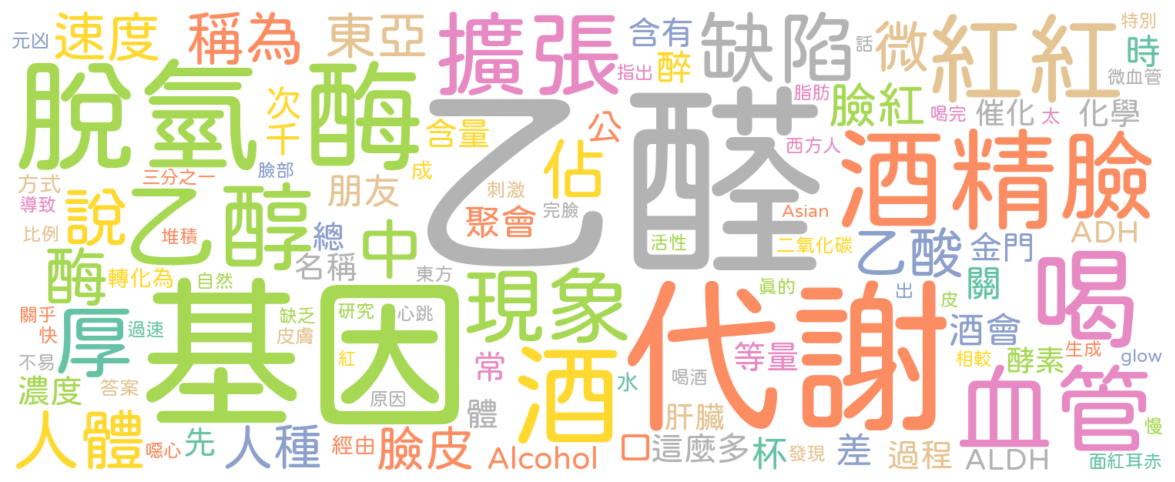 元凶
速度
稱為
東亞
擴張
含有
缺陷
微
紅紅
特別
時
話
微血管
指出
醉
脫氫酶
次
千
含量
乙醛
脂肪
臉紅
催化
太
化學
喝完
公
臉部
成
西方人
酒精
臉
方式
三分之一
朋友
刺激
佔
導致
說
乙醇
堆積
總
中
聚會
完臉
Asian
ADH
活性
二氧化碳
乙酸
金門
比例
酶
名稱
轉化為
自然
東方
現象
真的
出
皮
關
喝
關乎
快
厚
過速
基因
缺乏
研究
心跳
皮膚
代謝
酒會
不易
紅
常
酒
等量
相較
酵素
生成
glow
濃度
答案
原因
體
水
喝酒
肝臟
血管
慢
人體
噁心
先
人種
經由
臉皮
Alcohol
口
這麼多
杯
發現
差
過程
ALDH
面紅耳赤